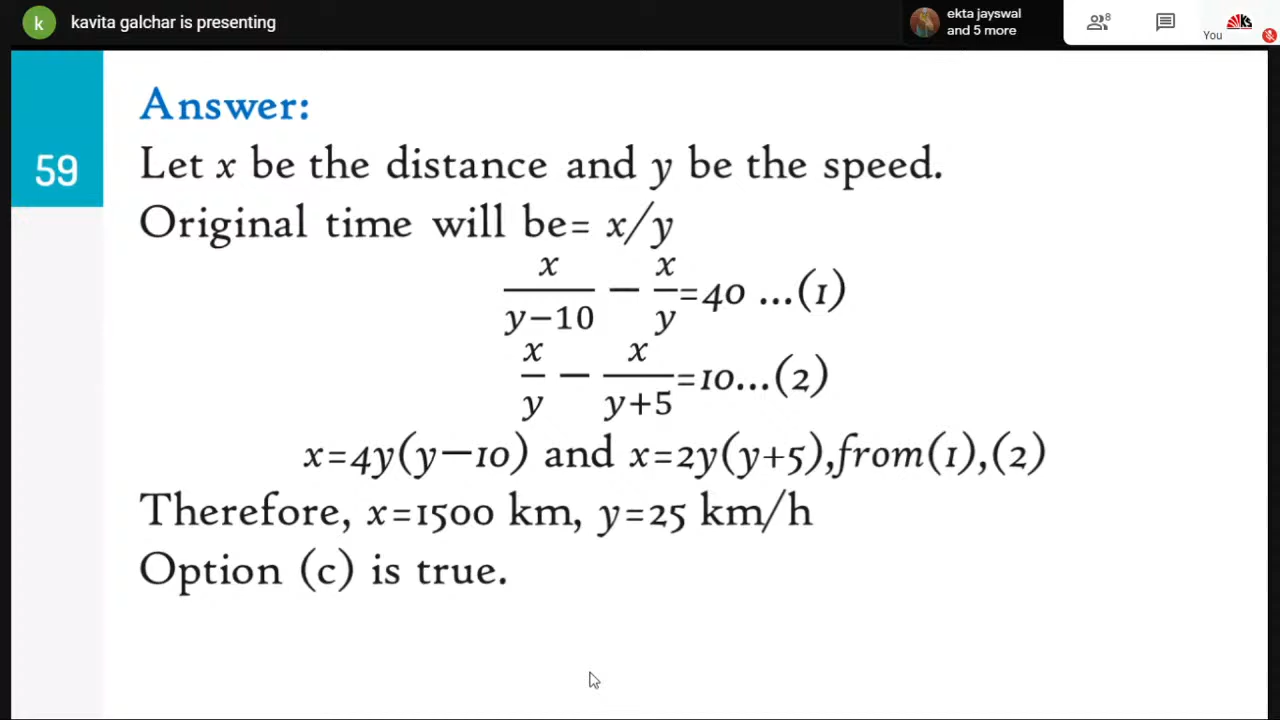 k kavita galchar is presenting
ekta jayswal
and 5 more
8
You
59
Answer:
Let x be the distance and y be the speed.
Original time will be= x/y
x/(y−10) − x/y=40 ...(1)
x/y − x/(y+5)=10...(2)
x=4y(y−10) and x=2y(y+5),from(1),(2)
Therefore, x=1500 km, y=25 km/h
Option (c) is true.